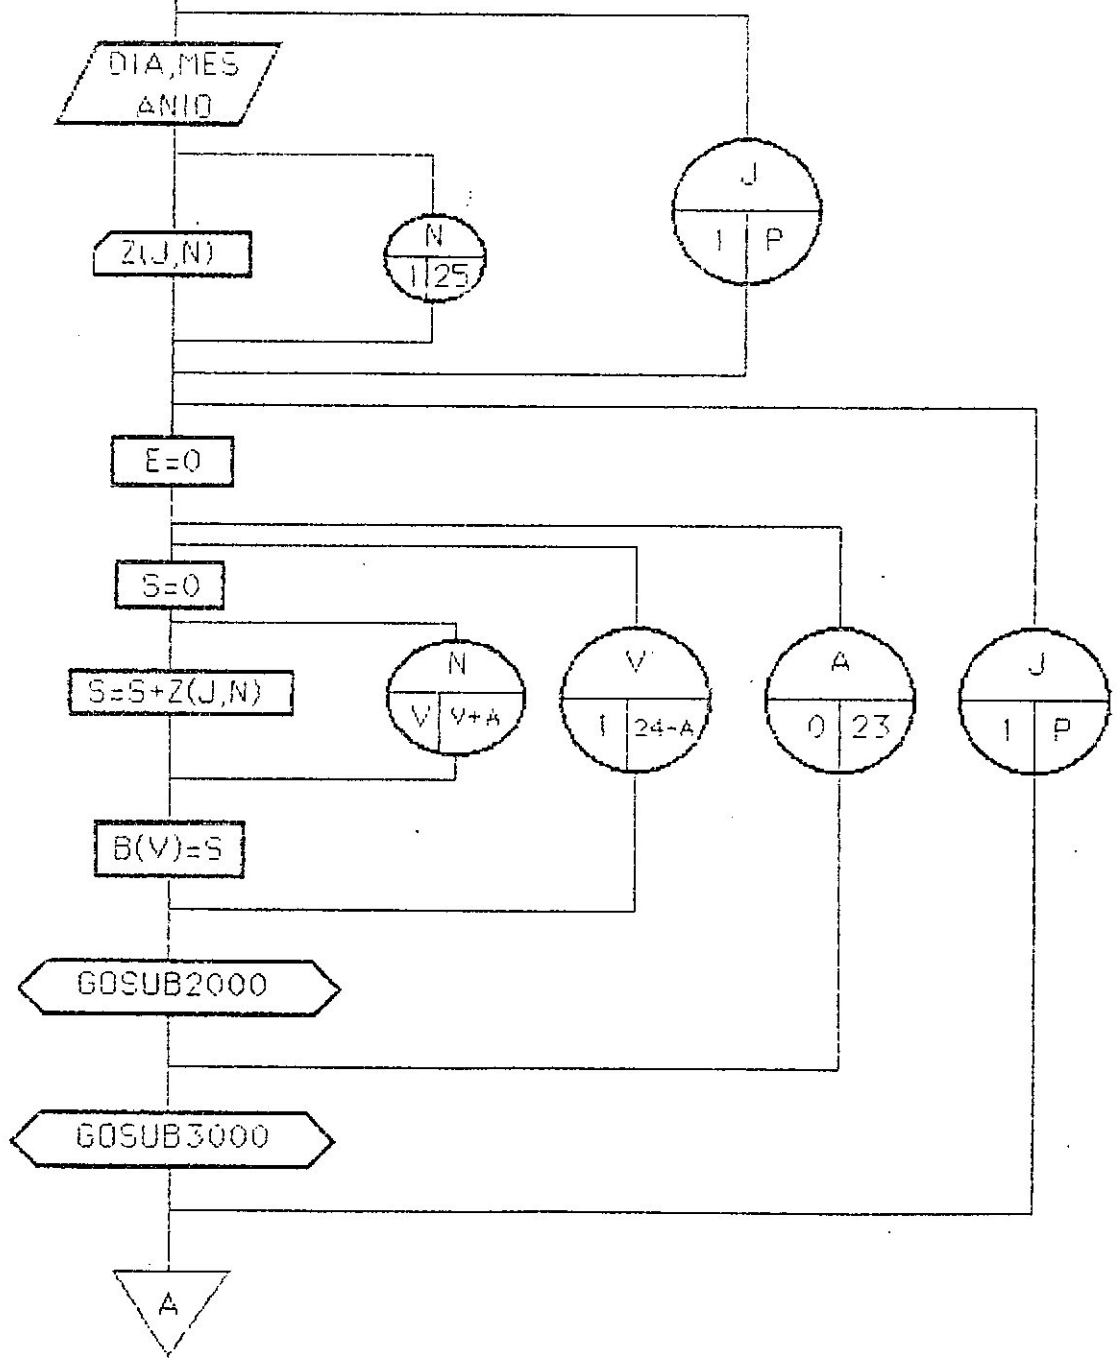 DIA,MES
ANIO
J
1 P
Z(J,N)
N
1 25
E=0
S=0
S=S+Z(J,N)
N
V V+A
V
1 24-A
A
0 23
J
1 P
B(V)=S
GOSUB2000
GOSUB3000
A